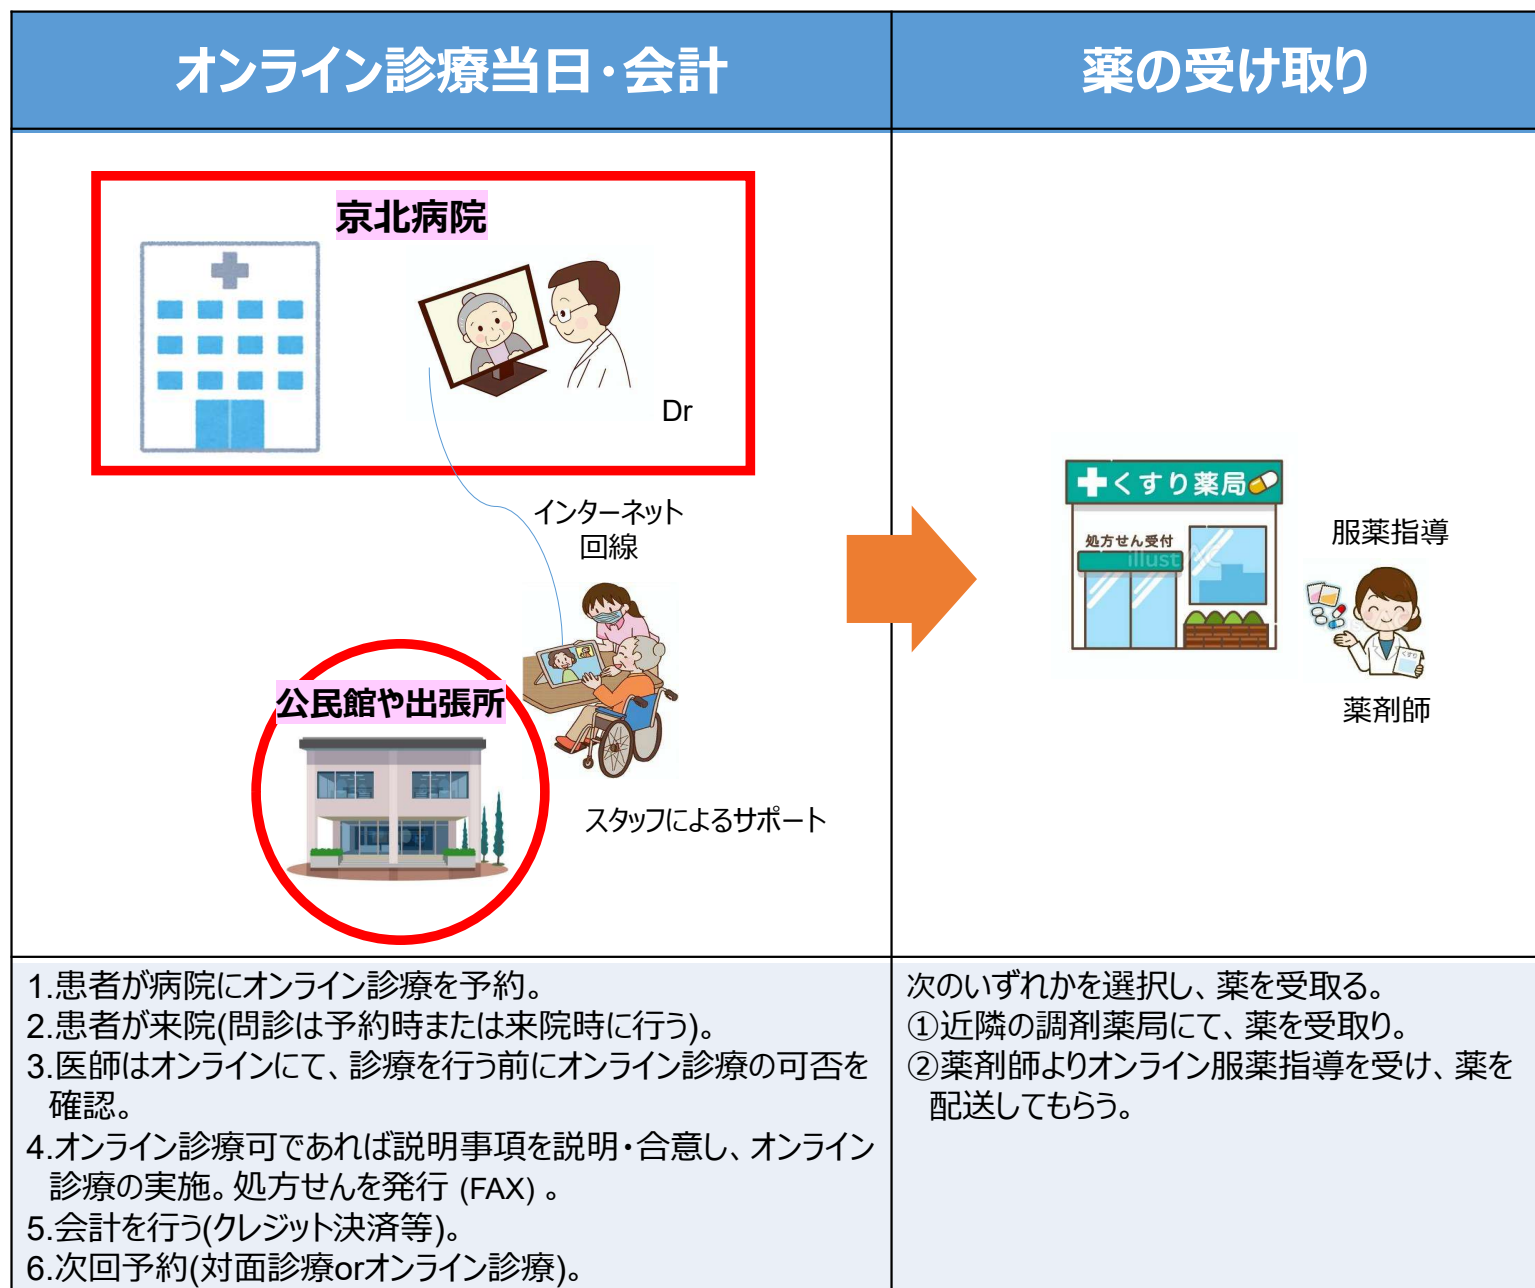 オンライン診療当日・会計
薬の受け取り
京北病院
Dr
インターネット
回線
公民館や出張所
スタッフによるサポート
くすり薬局
処方せん受付
illust AC
服薬指導
くすり
薬剤師
1.患者が病院にオンライン診療を予約。
2.患者が来院(問診は予約時または来院時に行う)。
3.医師はオンラインにて、診療を行う前にオンライン診療の可否を
確認。
4.オンライン診療可であれば説明事項を説明・合意し、オンライン
診療の実施。処方せんを発行 (FAX) 。
5.会計を行う(クレジット決済等)。
6.次回予約(対面診療orオンライン診療)。
次のいずれかを選択し、薬を受取る。
①近隣の調剤薬局にて、薬を受取り。
②薬剤師よりオンライン服薬指導を受け、薬を
配送してもらう。